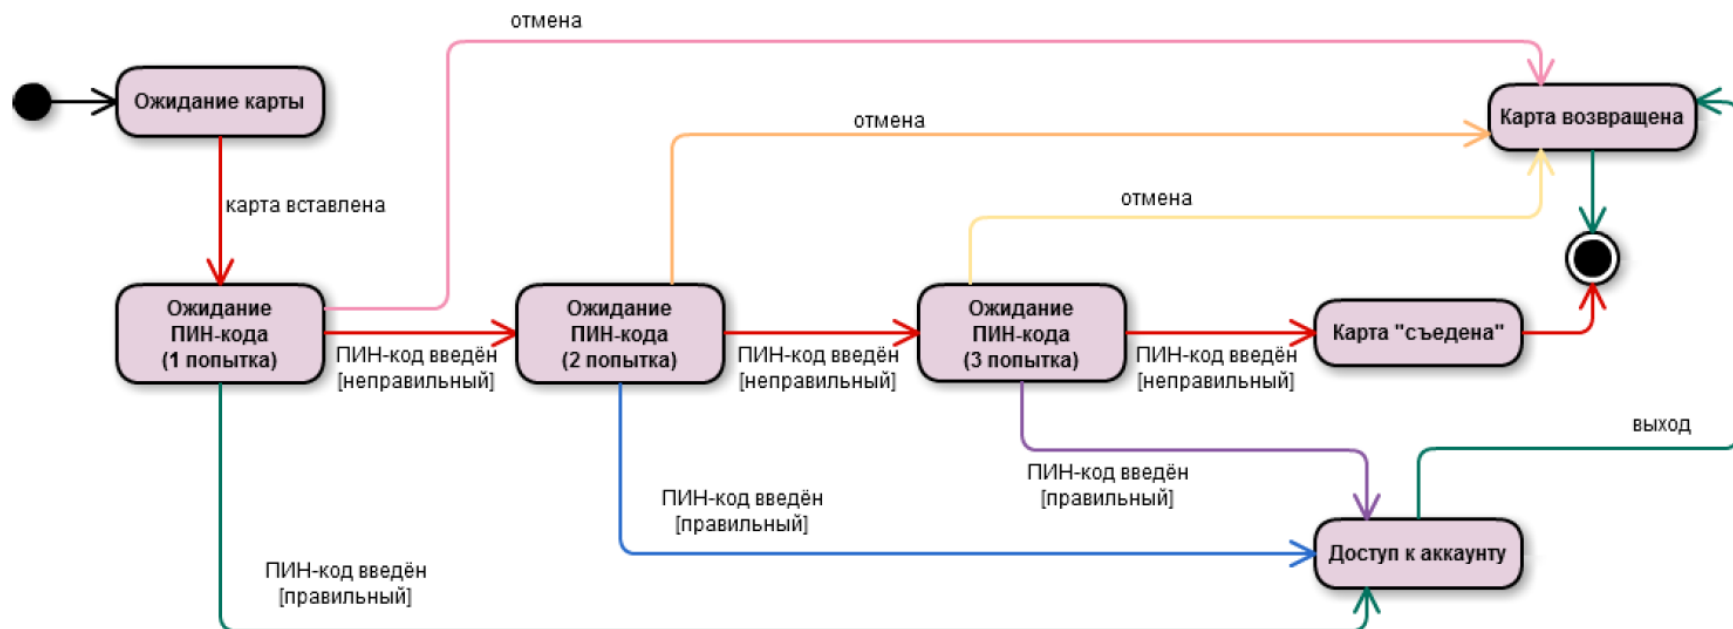 отмена
Ожидание карты
Карта возвращена
отмена
карта вставлена
отмена
Ожидание
ПИН-кода
(1 попытка)
Ожидание
ПИН-кода
(2 попытка)
Ожидание
ПИН-кода
(3 попытка)
Карта "съедена"
ПИН-код введён
[неправильный]
ПИН-код введён
[неправильный]
ПИН-код введён
[неправильный]
выход
ПИН-код введён
[правильный]
ПИН-код введён
[правильный]
Доступ к аккаунту
ПИН-код введён
[правильный]